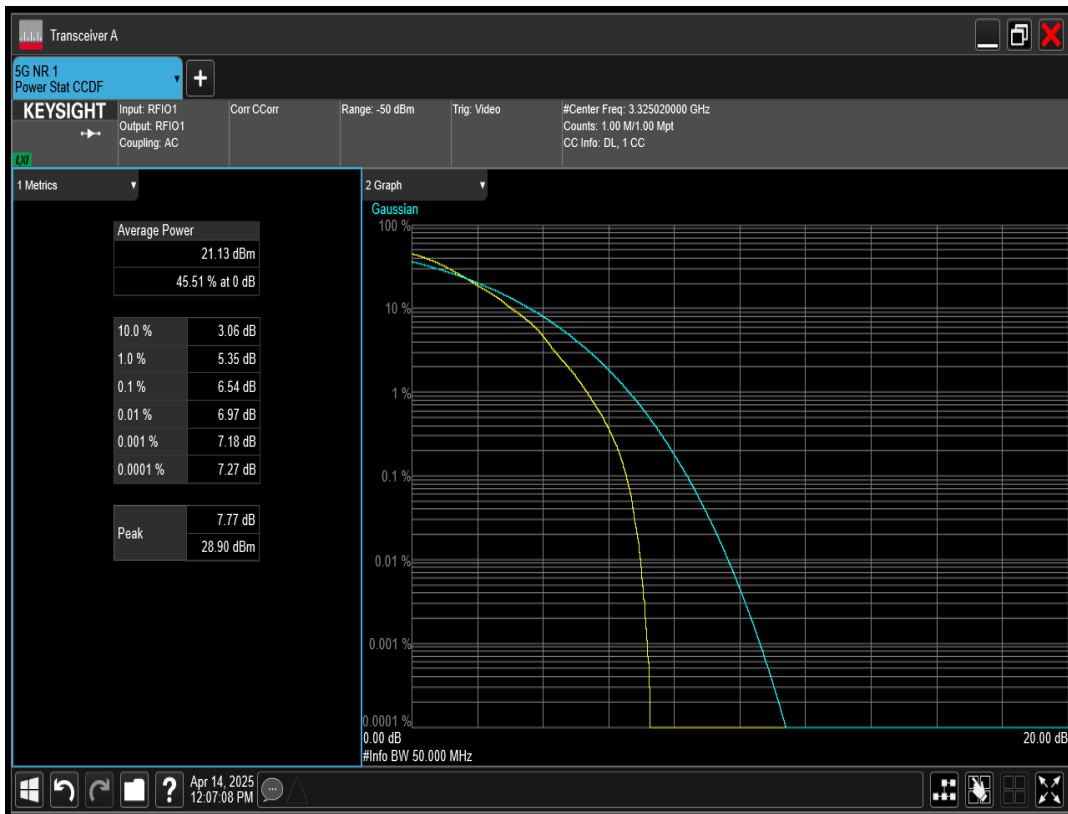 Transceiver A
5G NR 1
Power Stat CCDF
+
KEYSIGHT
LXI
Input: RFIO1
Output: RFIO1
Coupling: AC
Corr CCorr
Range: -50 dBm
Trig: Video
#Center Freq: 3.325020000 GHz
Counts: 1.00 M/1.00 Mpt
CC Info: DL, 1 CC
1 Metrics
Average Power
21.13 dBm
45.51 % at 0 dB
10.0 % 3.06 dB
1.0 % 5.35 dB
0.1 % 6.54 dB
0.01 % 6.97 dB
0.001 % 7.18 dB
0.0001 % 7.27 dB
Peak 7.77 dB
28.90 dBm
2 Graph
Gaussian
100 %
10 %
1 %
0.1 %
0.01 %
0.001 %
0.0001 %
0.00 dB 20.00 dB
#Info BW 50.000 MHz
?
Apr 14, 2025
12:07:08 PM